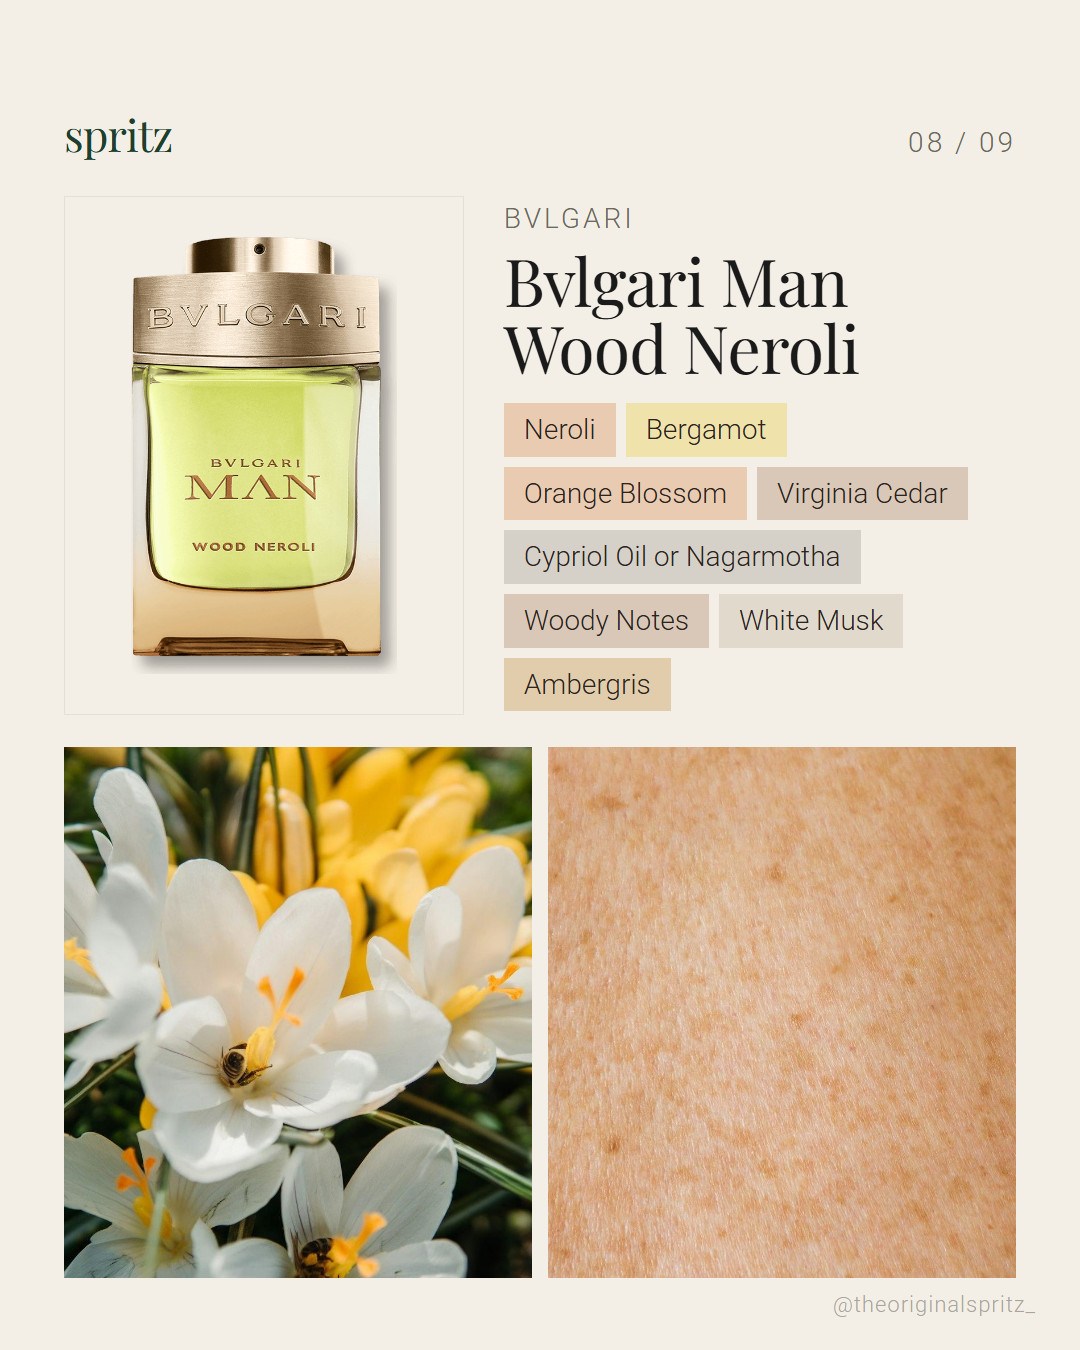 spritz
08 / 09
BVLGARI
Bvlgari Man
Wood Neroli
Neroli
Bergamot
Orange Blossom
Virginia Cedar
Cypriol Oil or Nagarmotha
Woody Notes
White Musk
Ambergris
BVLGARI
BVLGARI
MAN
WOOD NEROLI
@theoriginalspritz_